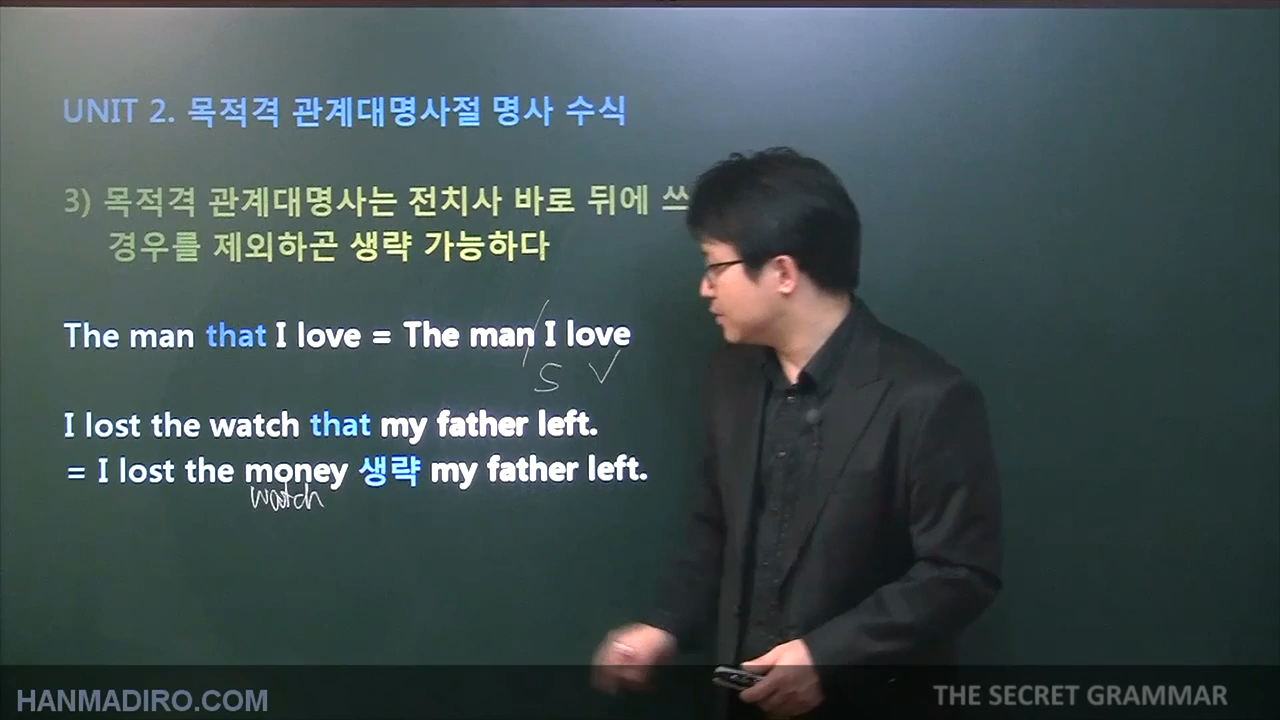 UNIT 2. 목적격 관계대명사절 명사 수식
3) 목적격 관계대명사는 전치사 바로 뒤에 쓰
경우를 제외하곤 생략 가능하다
The man that I love = The man I love
S V
I lost the watch that my father left.
= I lost the money 생략 my father left.
watch
HANMADIRO.COM
THE SECRET GRAMMAR